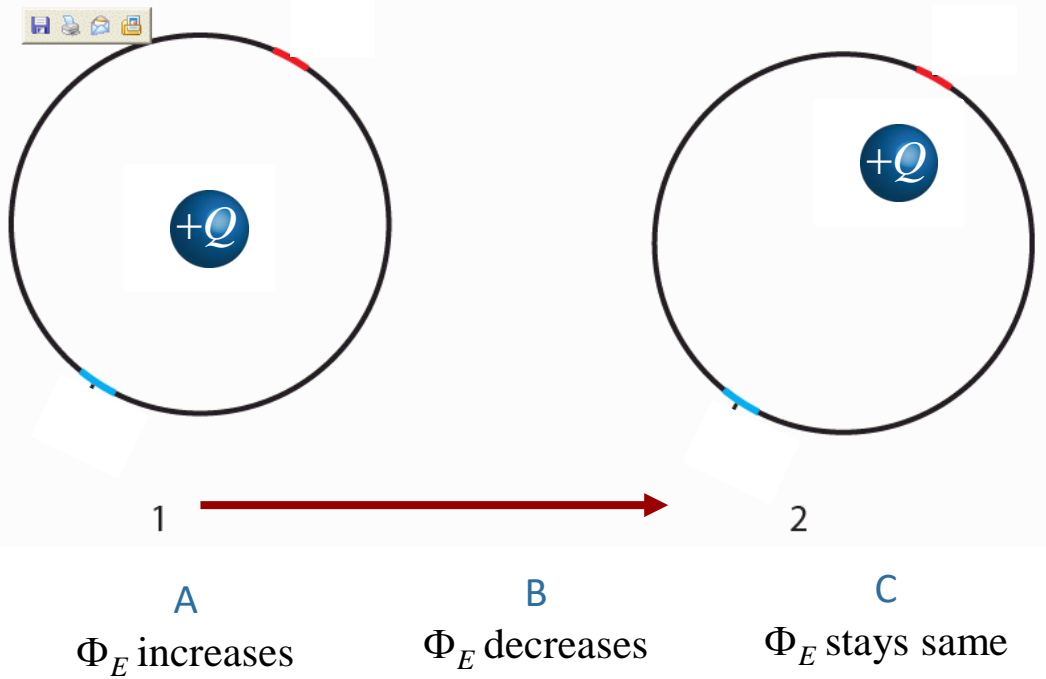 +Q
+Q
1
2
A
B
C
Φ_E increases
Φ_E decreases
Φ_E stays same